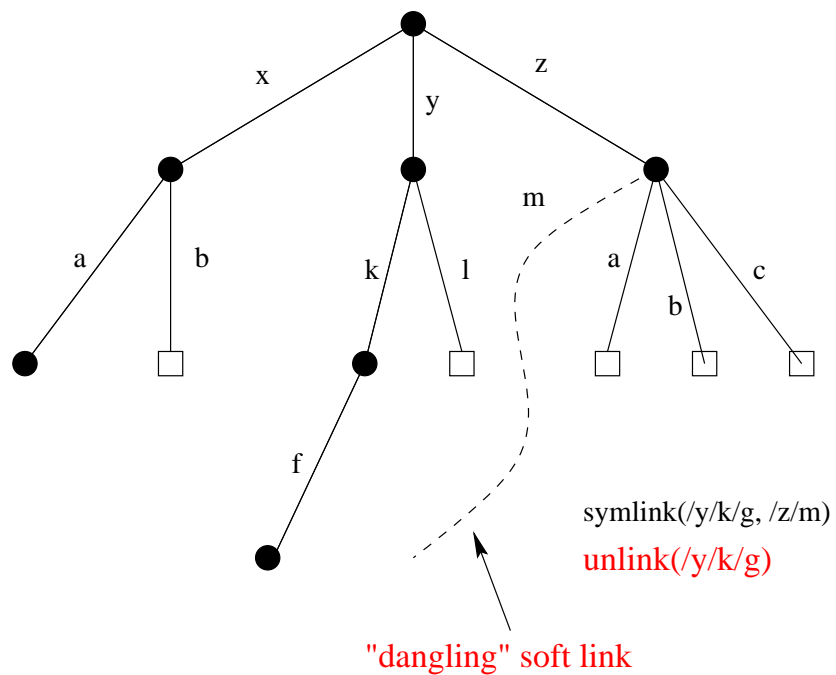 x
y
z
a
b
k
l
m
a
b
c
f
symlink(/y/k/g, /z/m)
unlink(/y/k/g)
"dangling" soft link